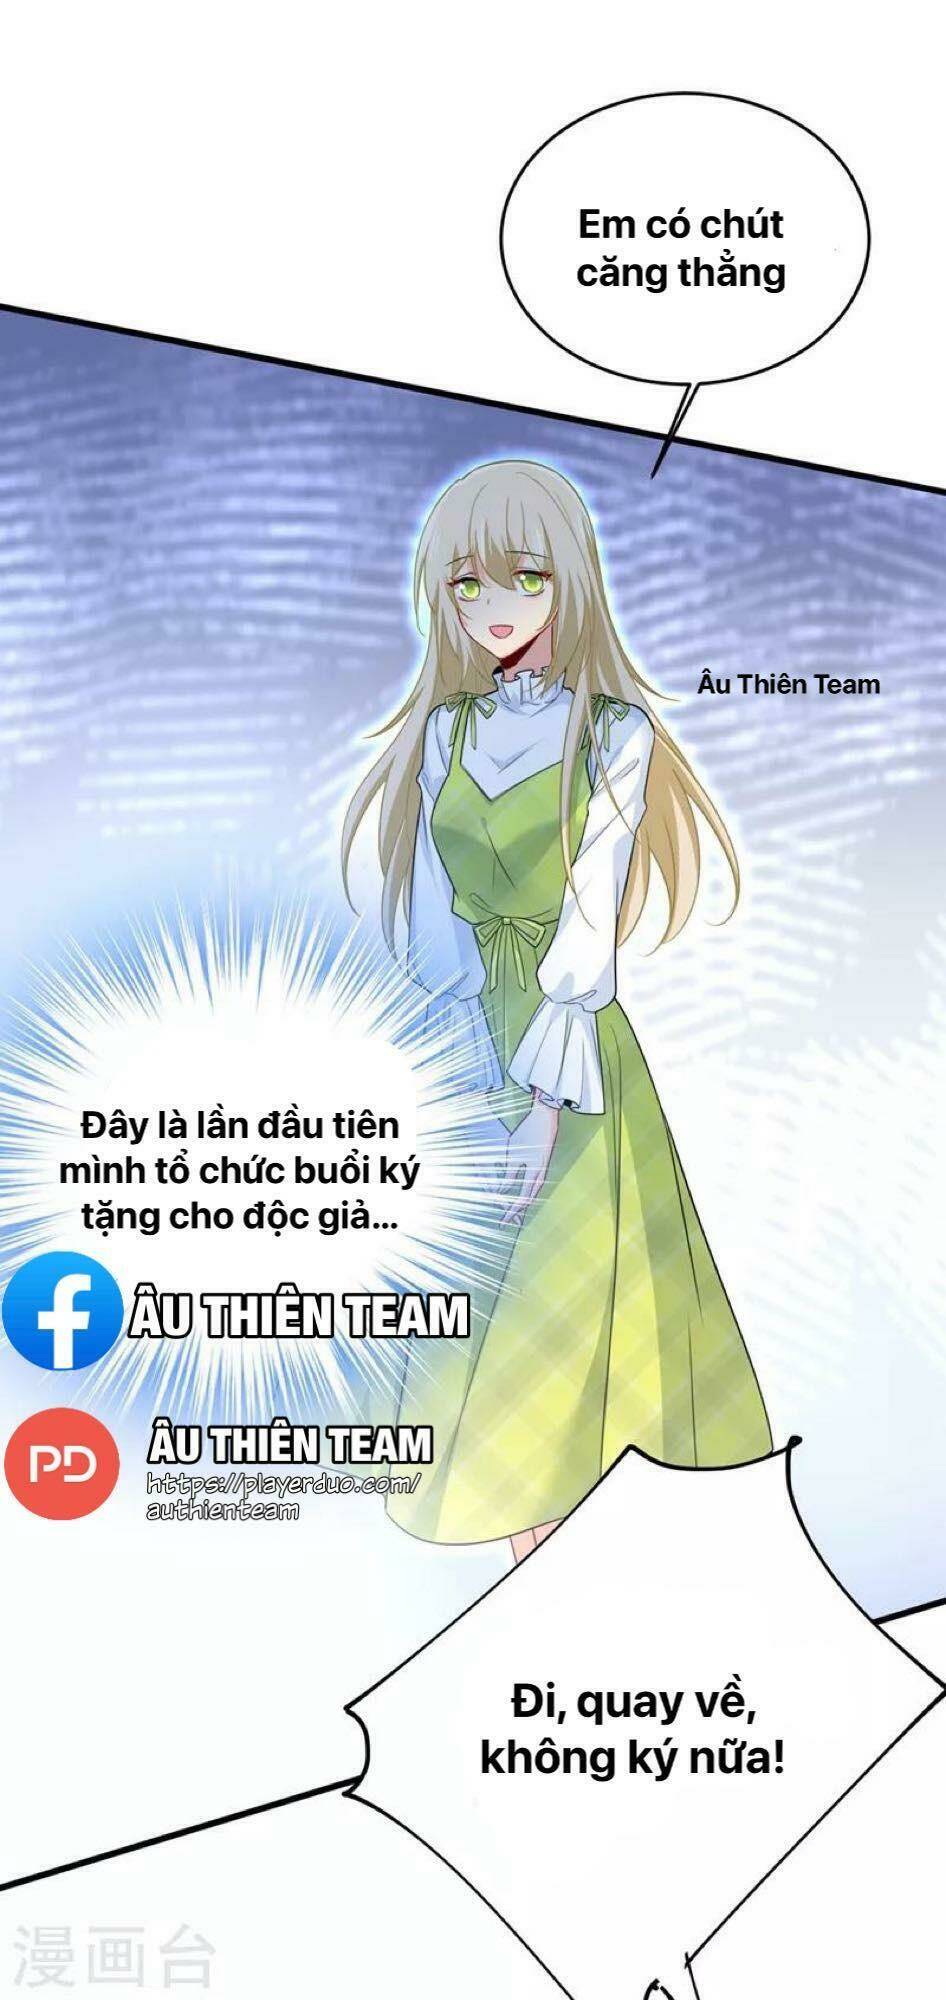 Em có chút
căng thẳng
Âu Thiên Team
Đây là lần đầu tiên
mình tổ chức buổi ký
tặng cho độc giả...
ÂU THIÊN TEAM
PD
ÂU THIÊN TEAM
https://playerduo.com/
authienteam
Đi, quay về,
không ký nữa!
漫画台